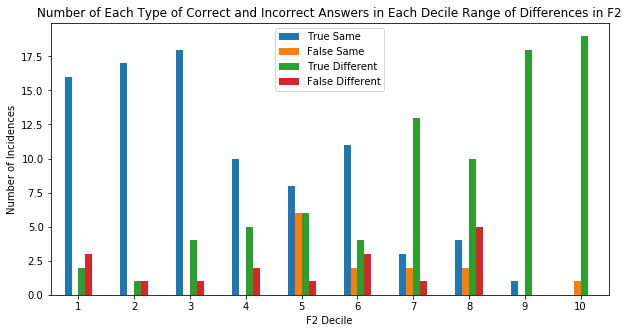 Number of Each Type of Correct and Incorrect Answers in Each Decile Range of Differences in F2
True Same
False Same
True Different
False Different
Number of Incidences
17.5
15.0
12.5
10.0
7.5
5.0
2.5
0.0
1 2 3 4 5 6 7 8 9 10
F2 Decile